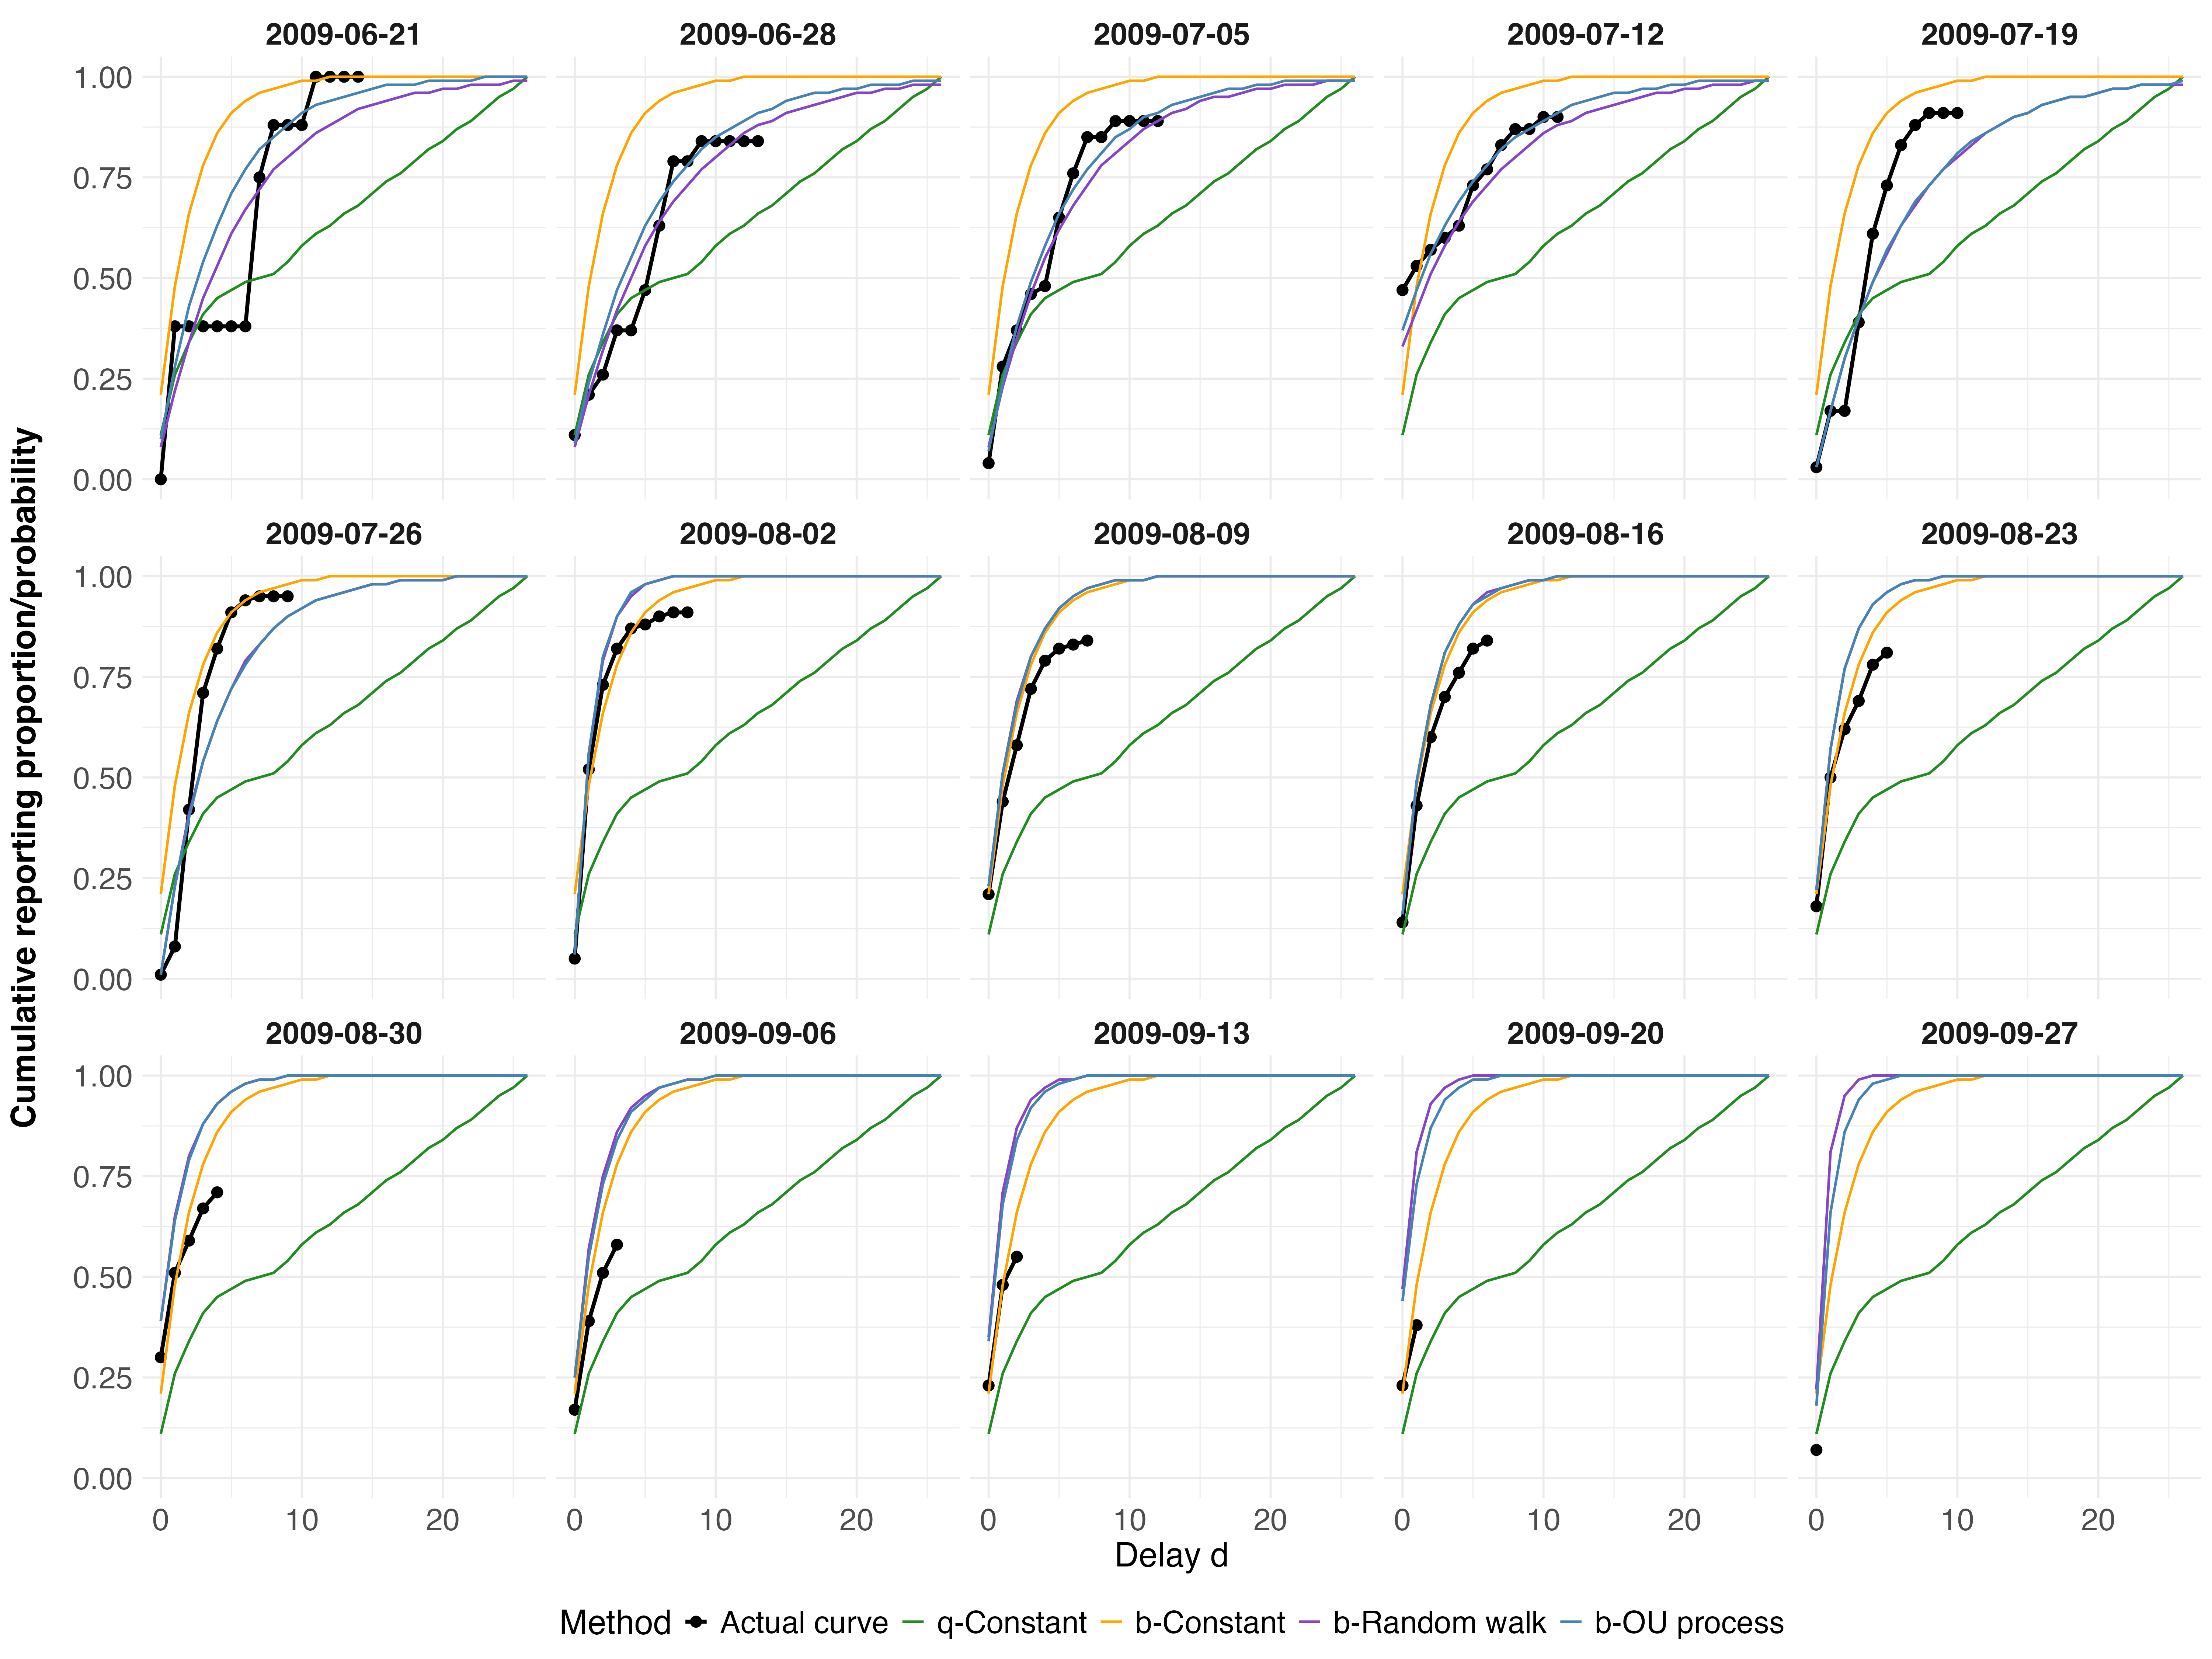 2009-06-21 2009-06-28 2009-07-05 2009-07-12 2009-07-19
1.00
0.75
0.50
0.25
0.00
2009-07-26 2009-08-02 2009-08-09 2009-08-16 2009-08-23
1.00
0.75
0.50
0.25
0.00
2009-08-30 2009-09-06 2009-09-13 2009-09-20 2009-09-27
1.00
0.75
0.50
0.25
0.00
0 10 20 0 10 20 0 10 20 0 10 20 0 10 20
Cumulative reporting proportion/probability
Delay d
Method Actual curve q-Constant b-Constant b-Random walk b-OU process